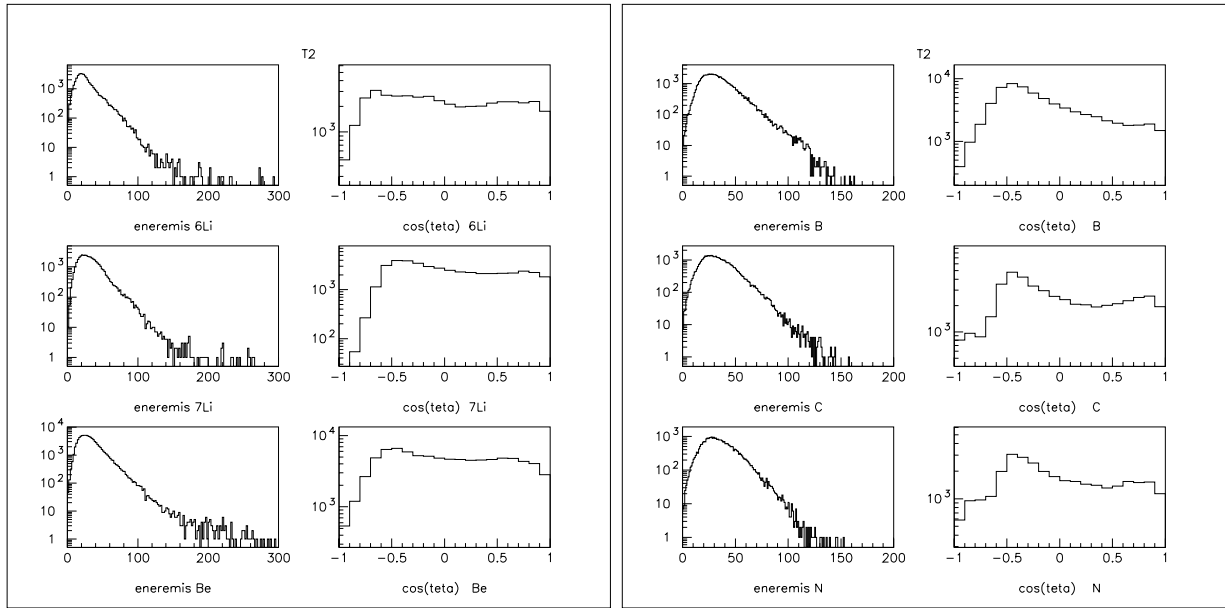 T2
10³
10²
10
1
0 100 200 300
eneremis 6Li
10³
−1 −0.5 0 0.5 1
cos(teta) 6Li
10³
10²
10
1
0 100 200 300
eneremis 7Li
10³
10²
−1 −0.5 0 0.5 1
cos(teta) 7Li
10⁴
10³
10²
10
1
0 100 200 300
eneremis Be
10⁴
10³
−1 −0.5 0 0.5 1
cos(teta) Be
T2
10³
10²
10
1
0 50 100 150 200
eneremis B
10⁴
10³
−1 −0.5 0 0.5 1
cos(teta) B
10³
10²
10
1
0 50 100 150 200
eneremis C
10³
−1 −0.5 0 0.5 1
cos(teta) C
10³
10²
10
1
0 50 100 150 200
eneremis N
10³
−1 −0.5 0 0.5 1
cos(teta) N